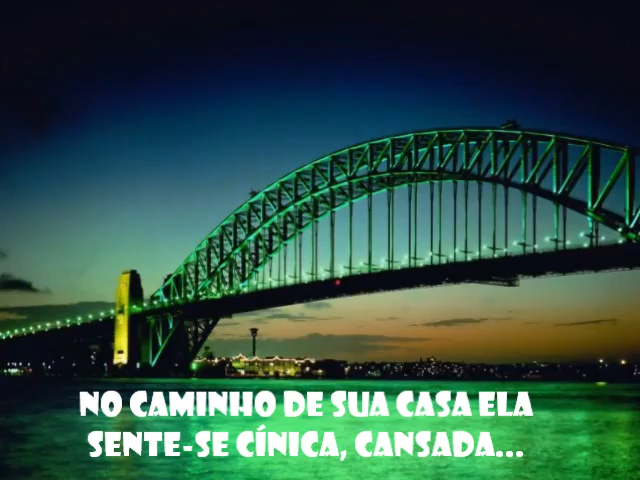 NO CAMINHO DE SUA CASA ELA
SENTE-SE CÍNICA, CANSADA...